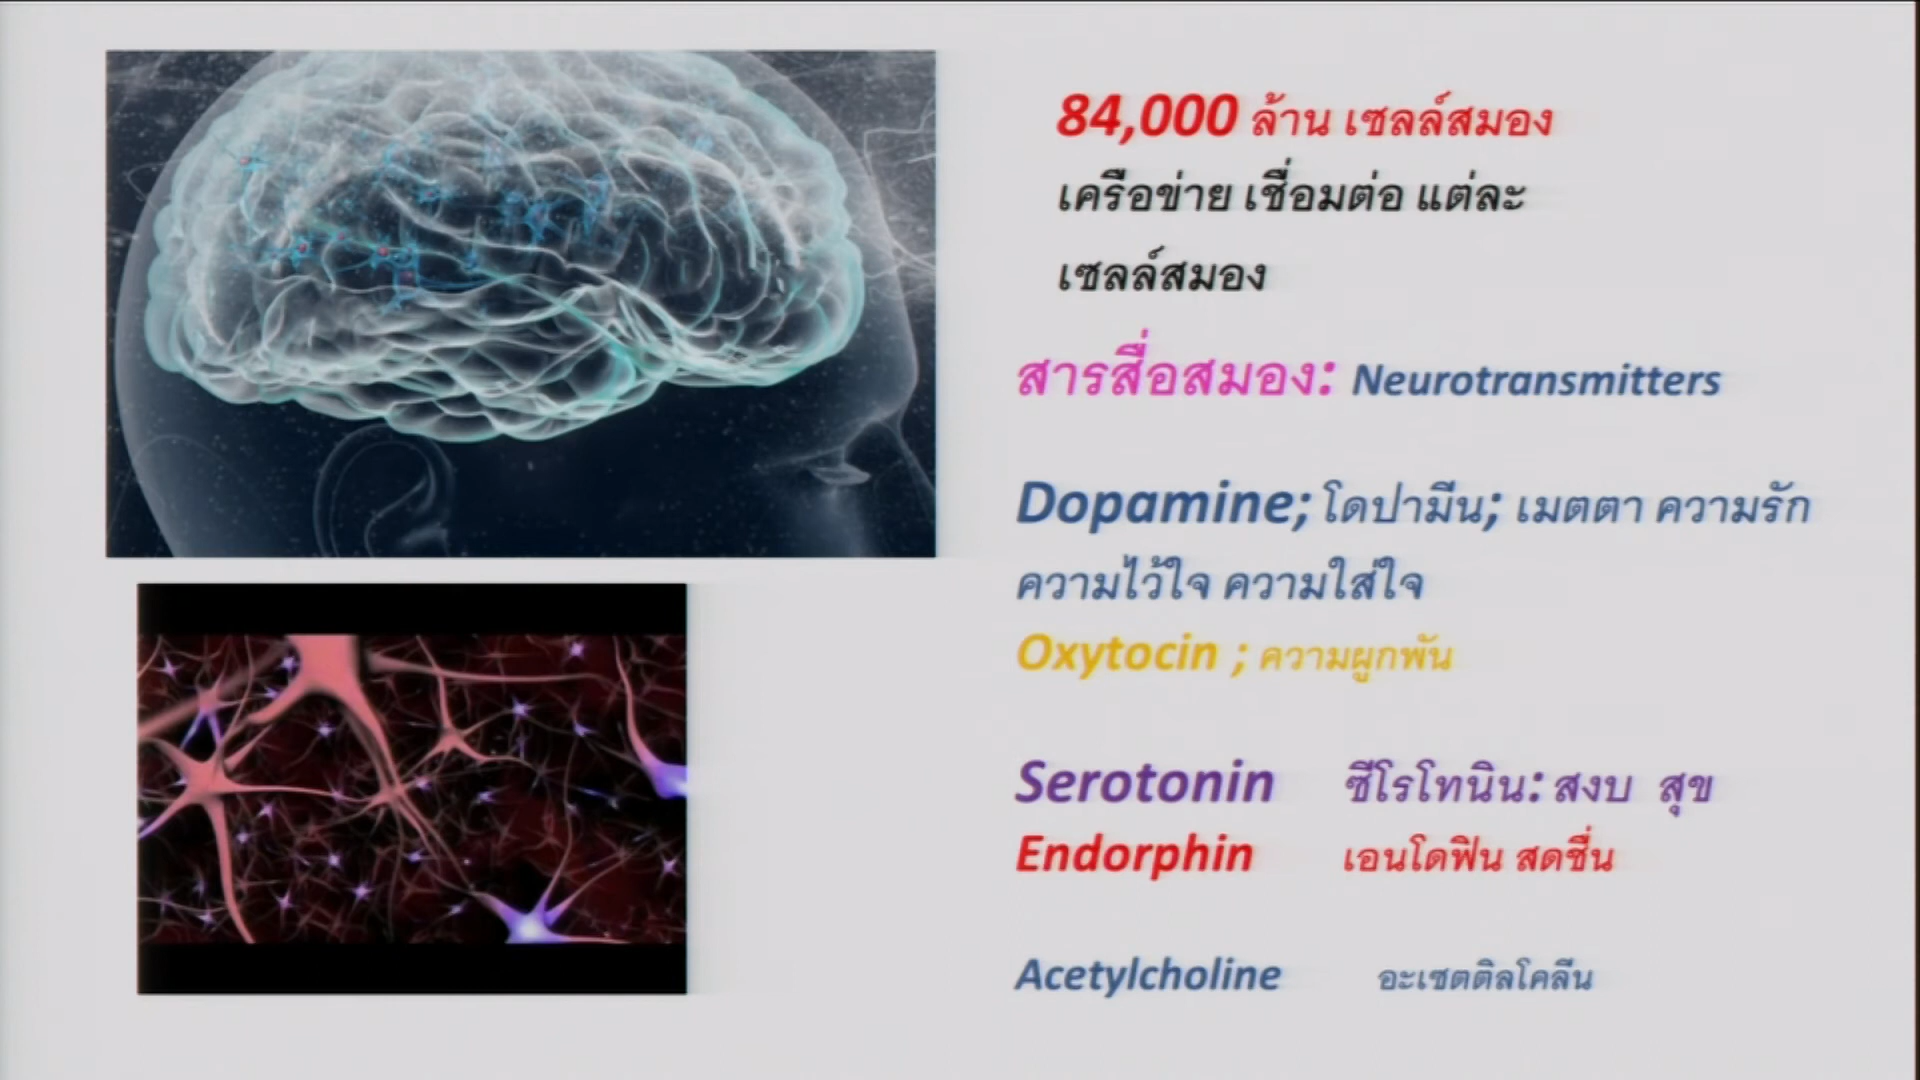 84,000 ล้าน เซลล์สมอง
เครือข่าย เชื่อมต่อ แต่ละ
เซลล์สมอง
สารสื่อสมอง: Neurotransmitters
Dopamine; โดปามีน; เมตตา ความรัก
ความไว้ใจ ความใส่ใจ
Oxytocin ; ความผูกพัน
Serotonin ซีโรโทนิน: สงบ สุข
Endorphin เอนโดฟิน สดชื่น
Acetylcholine อะเซตติลโคลีน